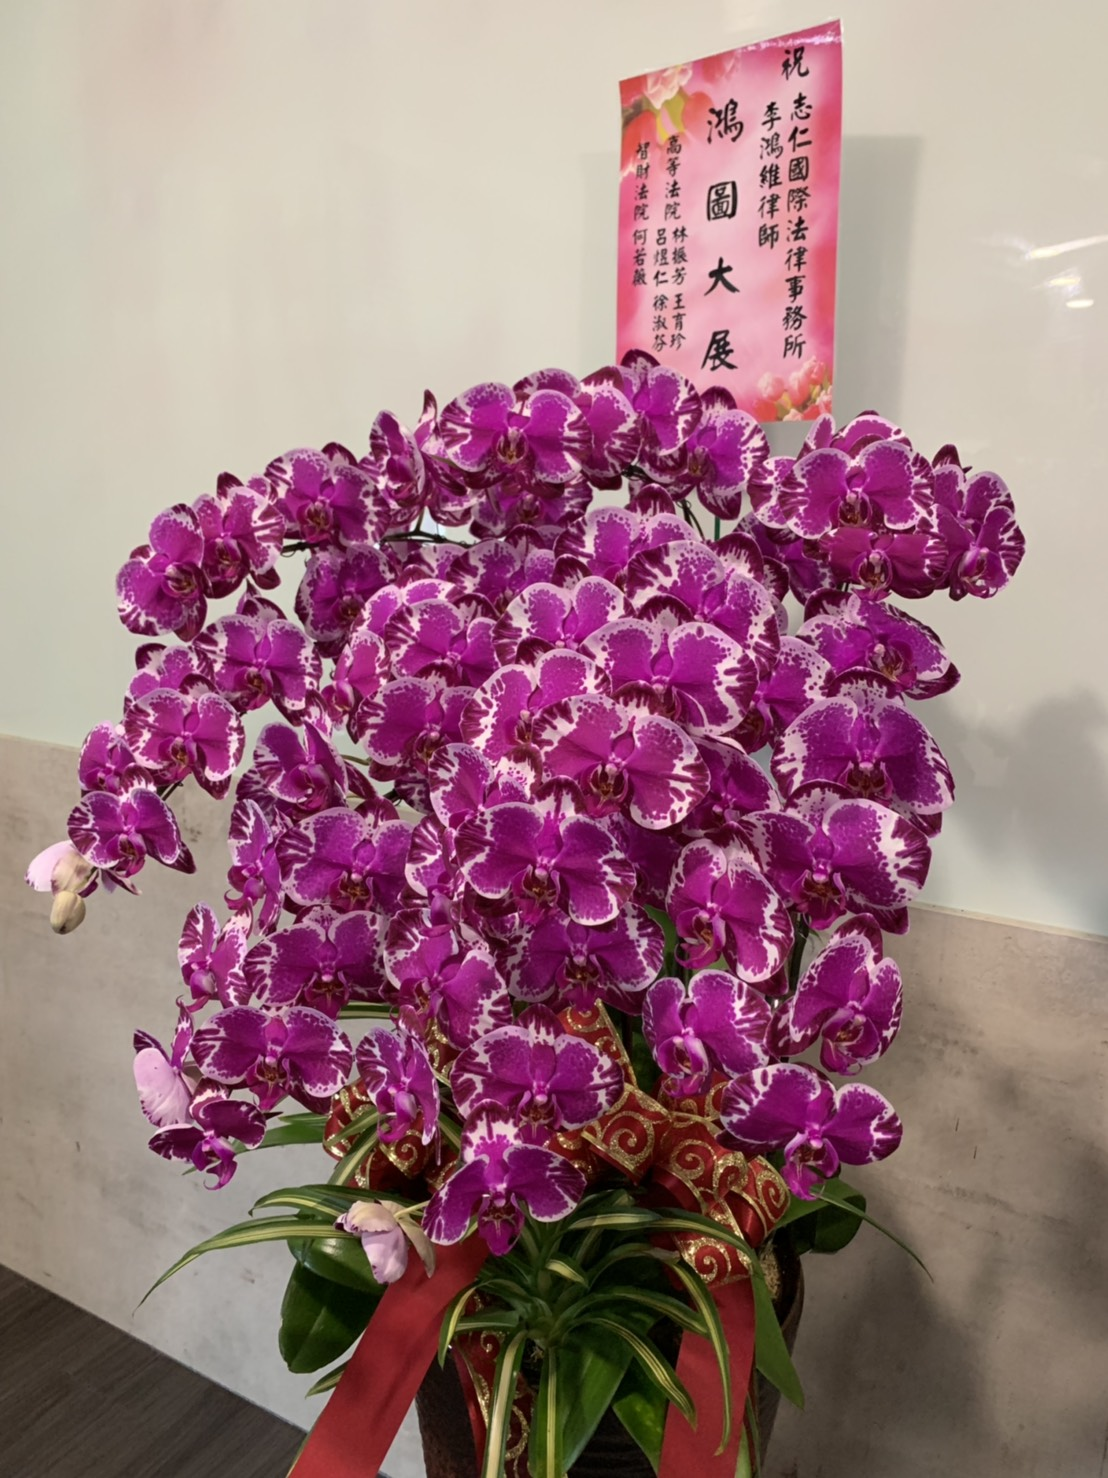 祝
志仁國際法律事務所
李鴻維律師
鴻圖大展
高等法院 林振芳 王育珍
呂煜仁 徐淑芬
智財法院 何若薇